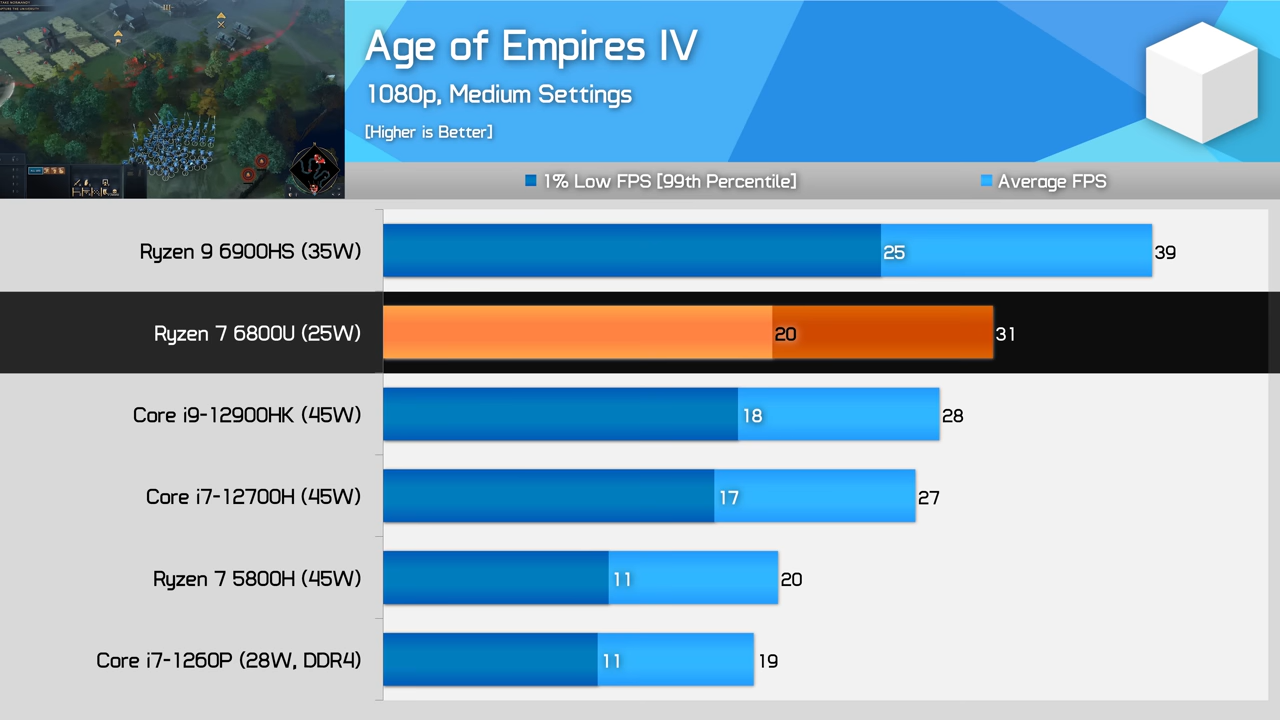 Age of Empires IV
1080p, Medium Settings
[Higher is Better]
1% Low FPS [99th Percentile]
Average FPS
Ryzen 9 6900HS (35W)
25
39
Ryzen 7 6800U (25W)
20
31
Core i9-12900HK (45W)
18
28
Core i7-12700H (45W)
17
27
Ryzen 7 5800H (45W)
11
20
Core i7-1260P (28W, DDR4)
11
19